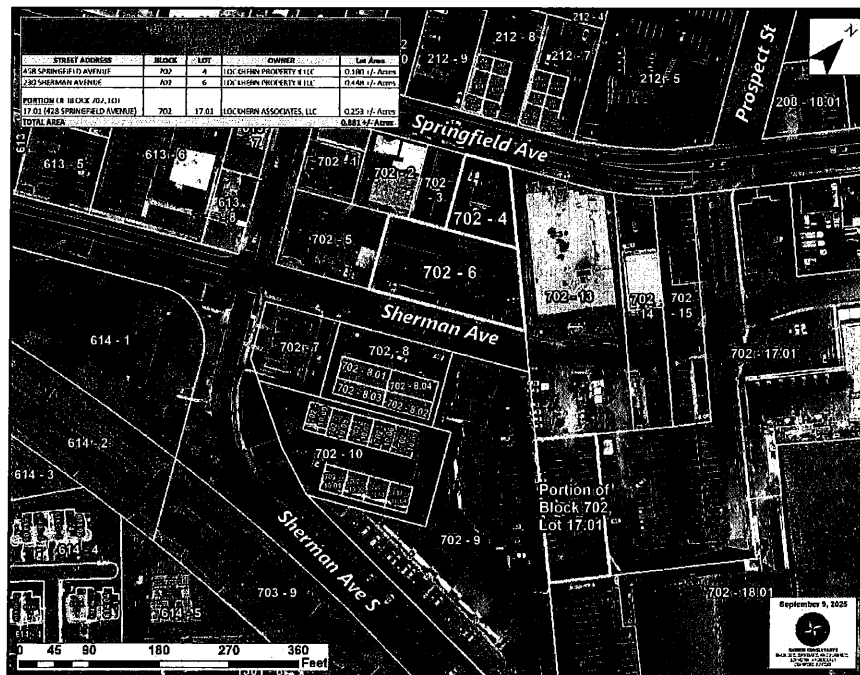 STREET ADDRESS BLOCK LOT OWNER Lot Area
458 SPRINGFIELD AVENUE 702 4 LOCKHERN PROPERTY II LLC 0.180 +/- Acres
230 SHERMAN AVENUE 702 6 LOCKHERN PROPERTY II LLC 0.448 +/- Acres
PORTION OF BLOCK 702, LOT
17.01 (428 SPRINGFIELD AVENUE) 702 17.01 LOCKHERN ASSOCIATES, LLC 0.253 +/- Acres
TOTAL AREA 0.881 +/- Acres
212 - 4
212 - 8
212 - 9
212 - 7
212 - 5
Prospect St
N
208 - 18.01
Springfield Ave
613 - 5
613 - 6
613 - 8
702 - 1
702 - 2
702 - 3
702 - 4
702 - 5
702 - 6
702 - 13
702 - 14
702 - 15
702 - 17.01
Sherman Ave
614 - 1
702 - 7
702 - 8
702 - 8.01
702 - 8.04
702 - 8.03
702 - 8.02
702 - 10
614 - 2
614 - 3
614 - 4
614 - 5
Portion of
Block 702
Lot 17.01
702 - 9
Sherman Ave S
703 - 9
702 - 18.01
September 9, 2025
0 45 90 180 270 360
Feet